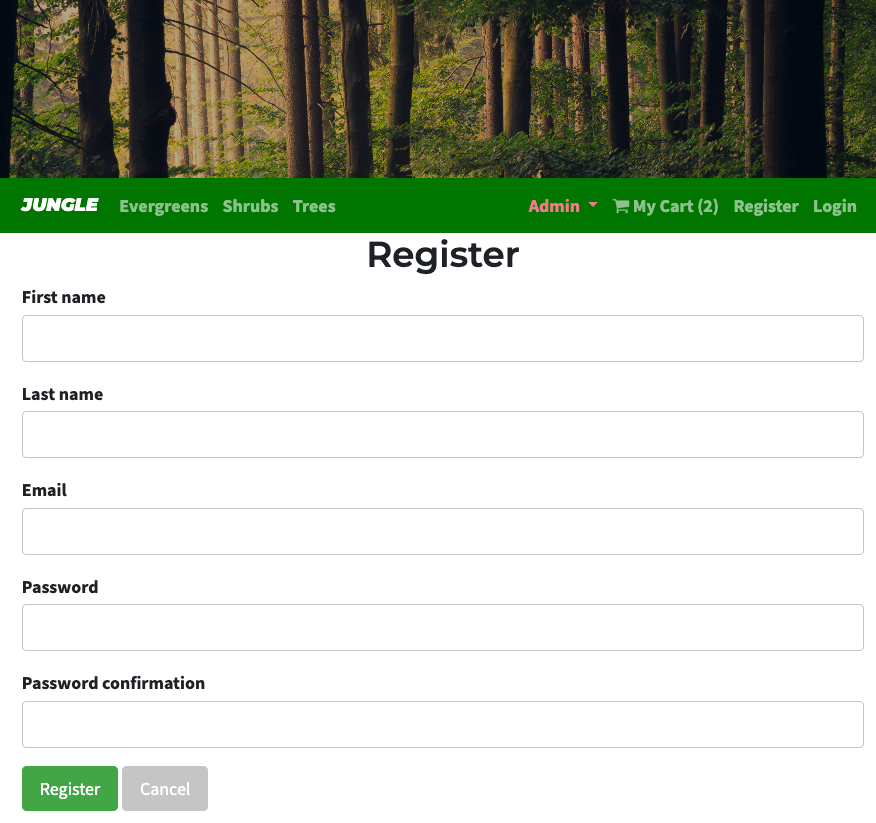 JUNGLE Evergreens Shrubs Trees Admin My Cart (2) Register Login
Register
First name
Last name
Email
Password
Password confirmation
Register Cancel